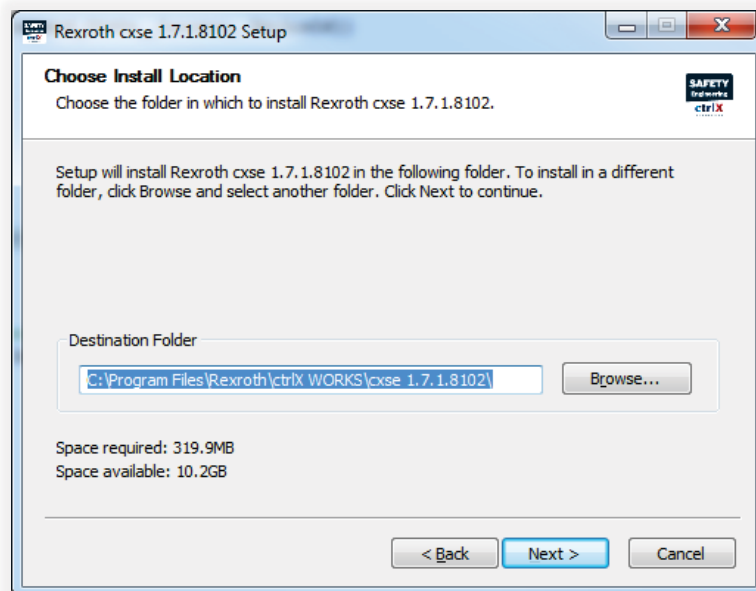 Rexroth cxse 1.7.1.8102 Setup
Choose Install Location
Choose the folder in which to install Rexroth cxse 1.7.1.8102.
SAFETY
Engineering
ctrlX
Setup will install Rexroth cxse 1.7.1.8102 in the following folder. To install in a different
folder, click Browse and select another folder. Click Next to continue.
Destination Folder
C:\Program Files\Rexroth\ctrlX WORKS\cxse 1.7.1.8102\
Browse...
Space required: 319.9MB
Space available: 10.2GB
< Back
Next >
Cancel